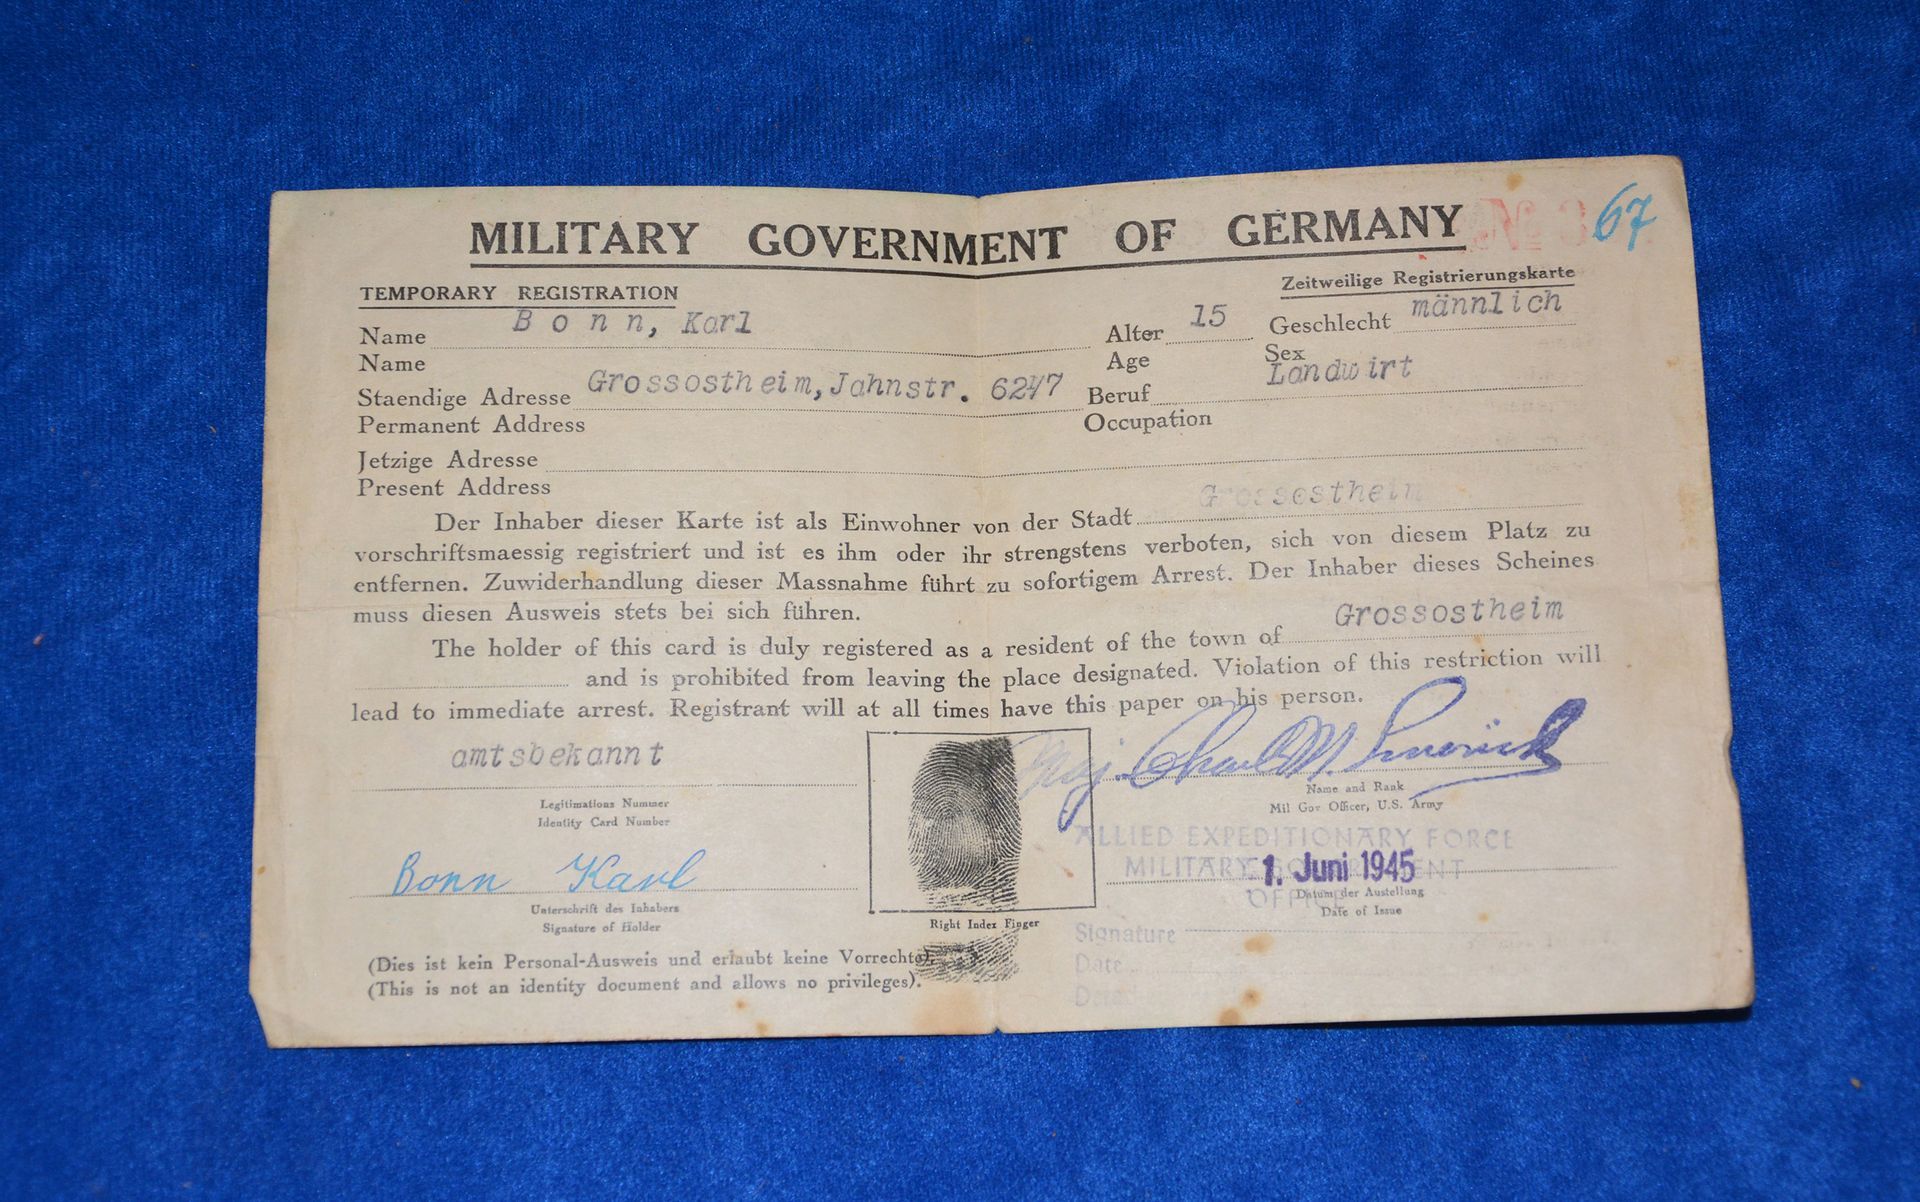 MILITARY GOVERNMENT OF GERMANY
№ 67
TEMPORARY REGISTRATION
Zeitweilige Registrierungskarte
Name Bonn, Karl Alter 15 Geschlecht männlich
Name Age Sex
Staendige Adresse Grossostheim, Jahnstr. Beruf Landwirt
Permanent Address Occupation
Jetzige Adresse
Present Address
Der Inhaber dieser Karte ist als Einwohner von der Stadt Grossostheim
vorschriftsmaessig registriert und ist es ihm oder ihr strengstens verboten, sich von diesem Platz zu
entfernen. Zuwiderhandlung dieser Massnahme führt zu sofortigem Arrest. Der Inhaber dieses Scheines
muss diesen Ausweis stets bei sich führen.
The holder of this card is duly registered as a resident of the town of Grossostheim
and is prohibited from leaving the place designated. Violation of this restriction will
lead to immediate arrest. Registrant will at all times have this paper on his person.
amtsbekannt
Legitimations Nummer
Identity Card Number
Maj. M.
Name and Rank
Mil Gov Officer, U.S. Army
Bonn Karl
Unterschrift des Inhabers
Signature of Holder
Right Index Finger
ALLIED EXPEDITIONARY FORCE
MILITARY GOVERNMENT
OFFICE
1. Juni 1945
Datum der Austellung
Date of Issue
Signature
Date
(Dies ist kein Personal-Ausweis und erlaubt keine Vorrechte).
(This is not an identity document and allows no privileges).